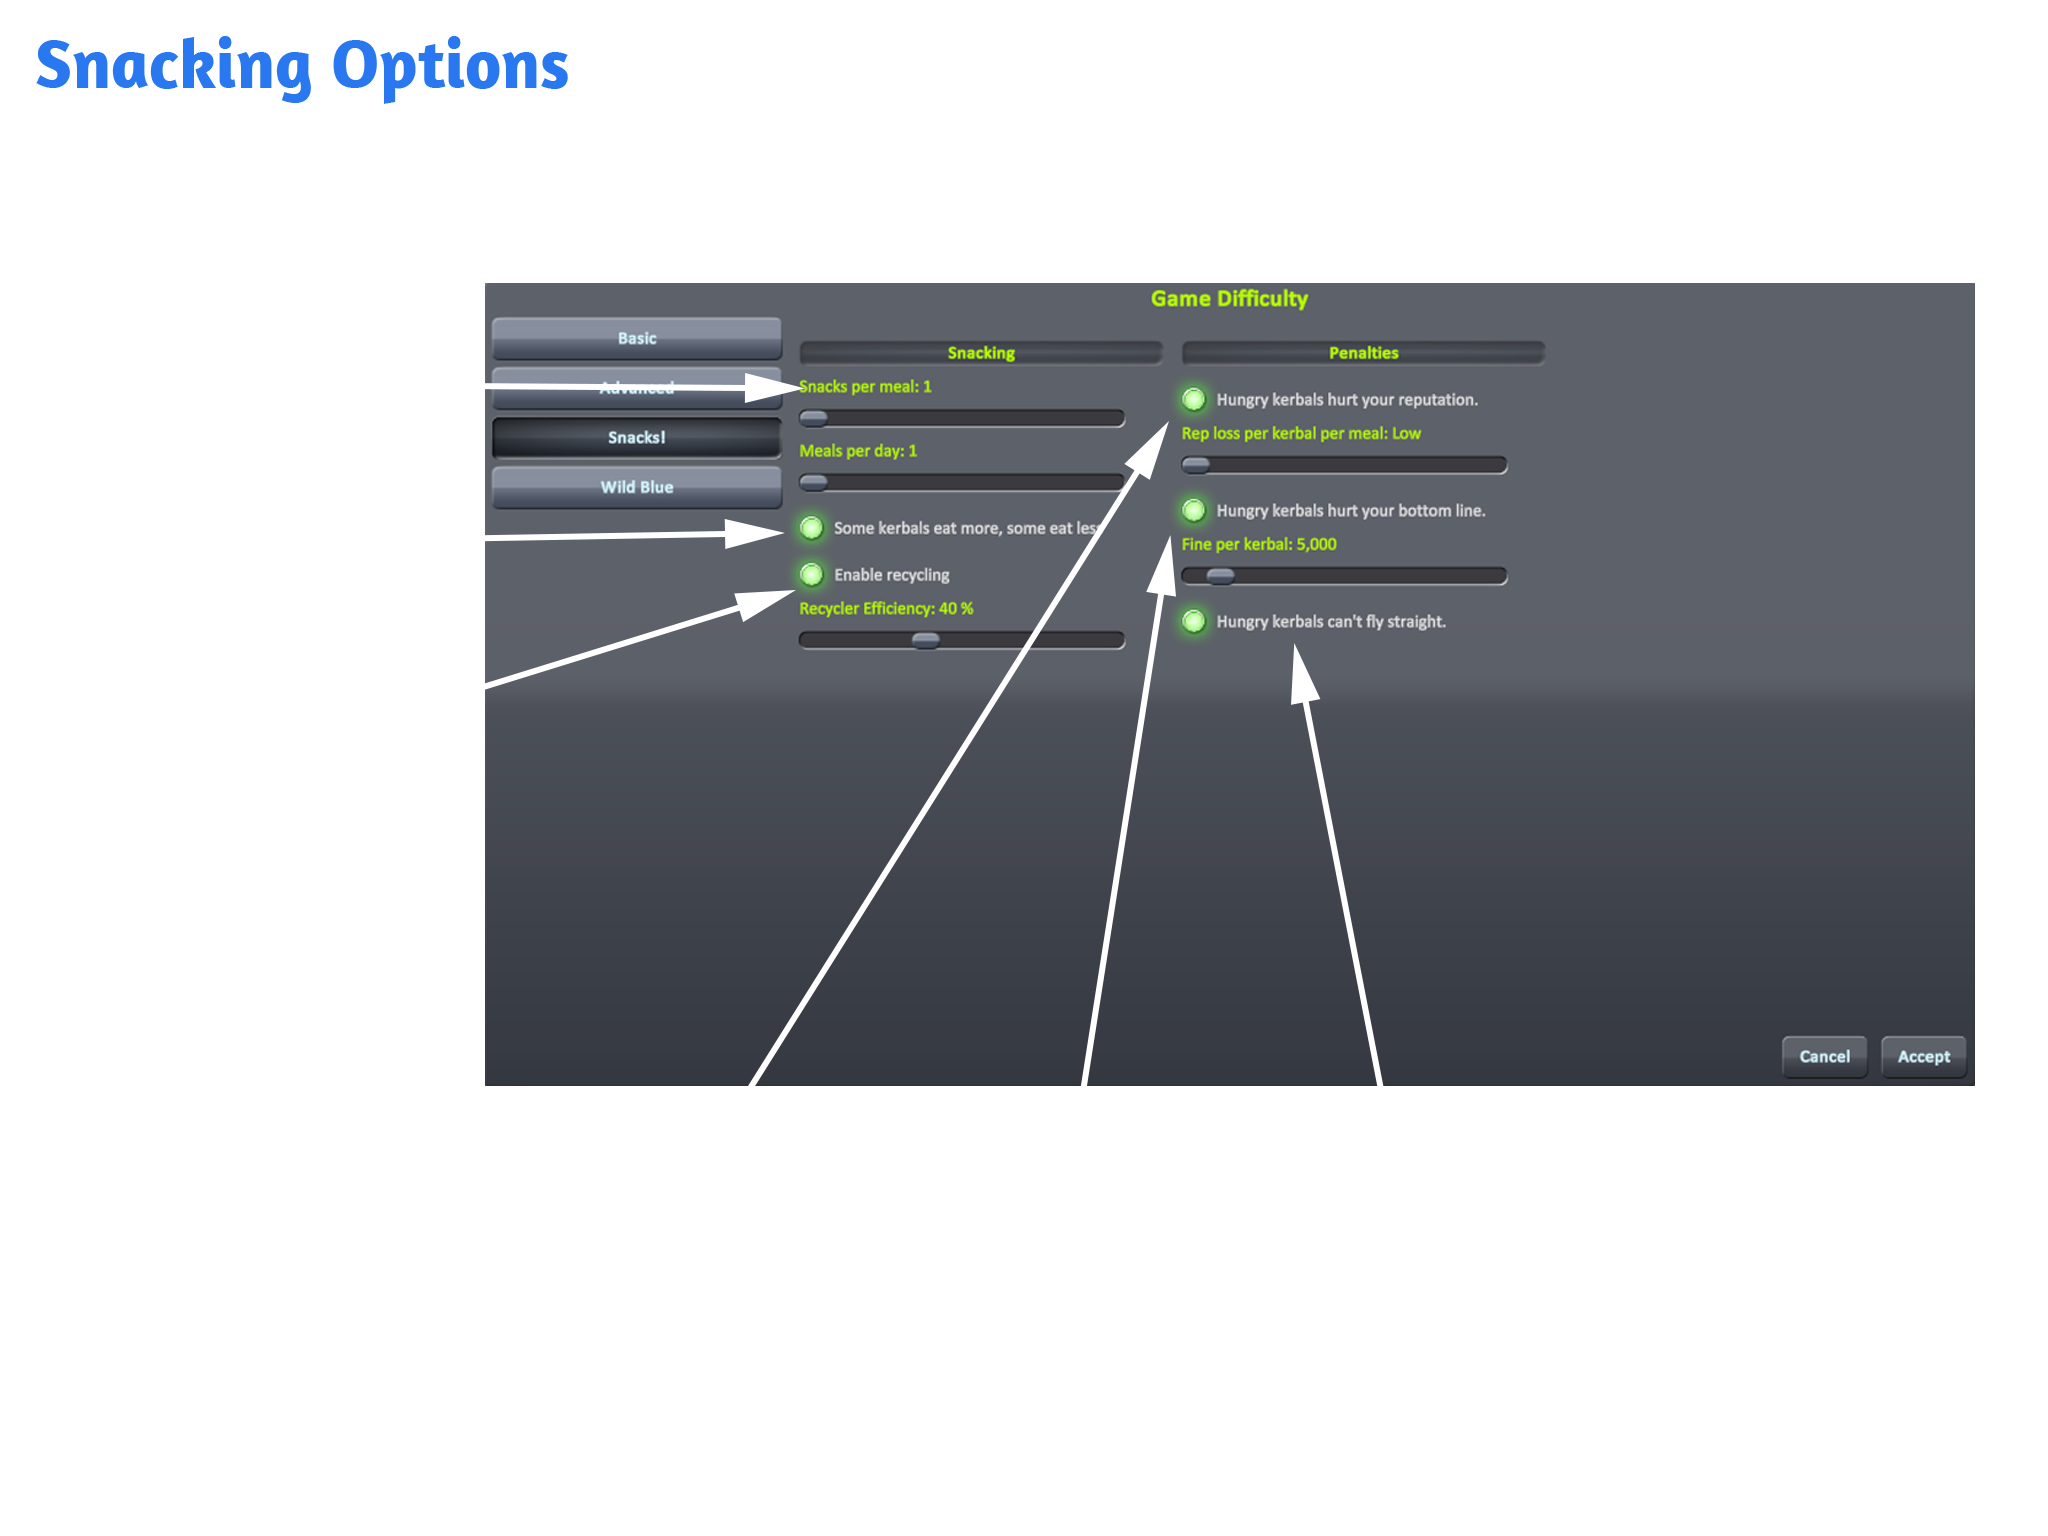 Snacking Options
Game Difficulty
Basic
Advanced
Snacks!
Wild Blue
Snacking
Snacks per meal: 1
Meals per day: 1
Some kerbals eat more, some eat less
Enable recycling
Recycler Efficiency: 40 %
Penalties
Hungry kerbals hurt your reputation.
Rep loss per kerbal per meal: Low
Hungry kerbals hurt your bottom line.
Fine per kerbal: 5,000
Hungry kerbals can't fly straight.
Cancel
Accept